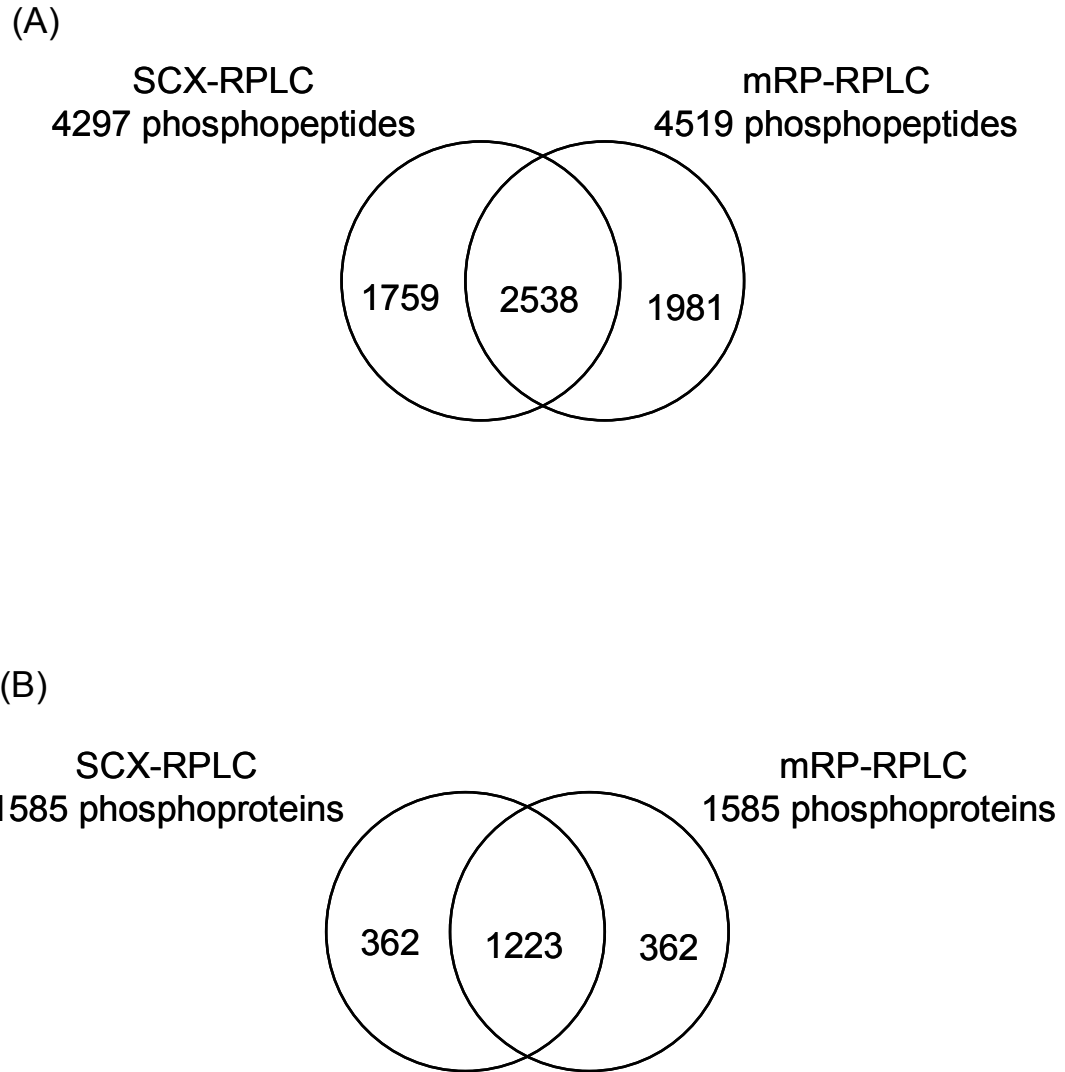 (A)
SCX-RPLC
4297 phosphopeptides
mRP-RPLC
4519 phosphopeptides
1759
2538
1981
(B)
SCX-RPLC
1585 phosphoproteins
mRP-RPLC
1585 phosphoproteins
362
1223
362